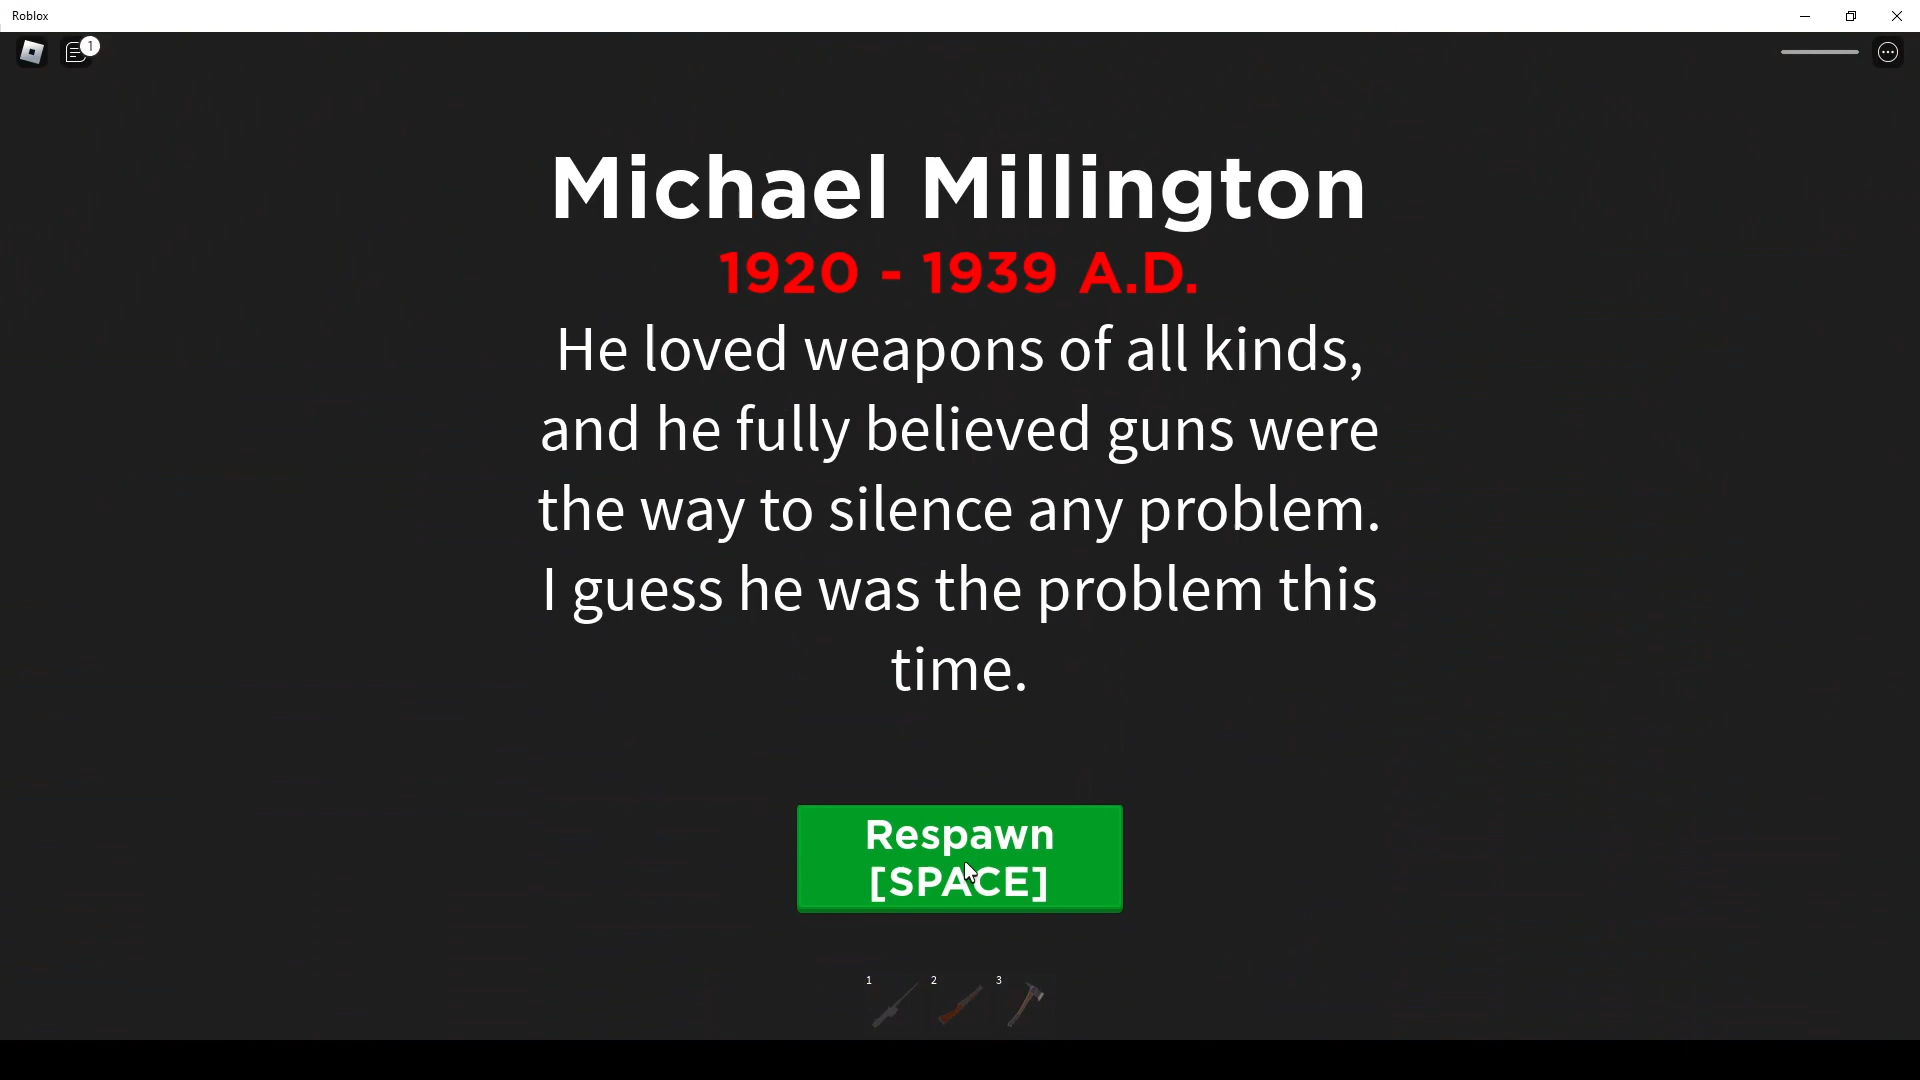 Roblox
1
Michael Millington
1920 - 1939 A.D.
He loved weapons of all kinds,
and he fully believed guns were
the way to silence any problem.
I guess he was the problem this
time.
Respawn
[SPACE]
1 2 3